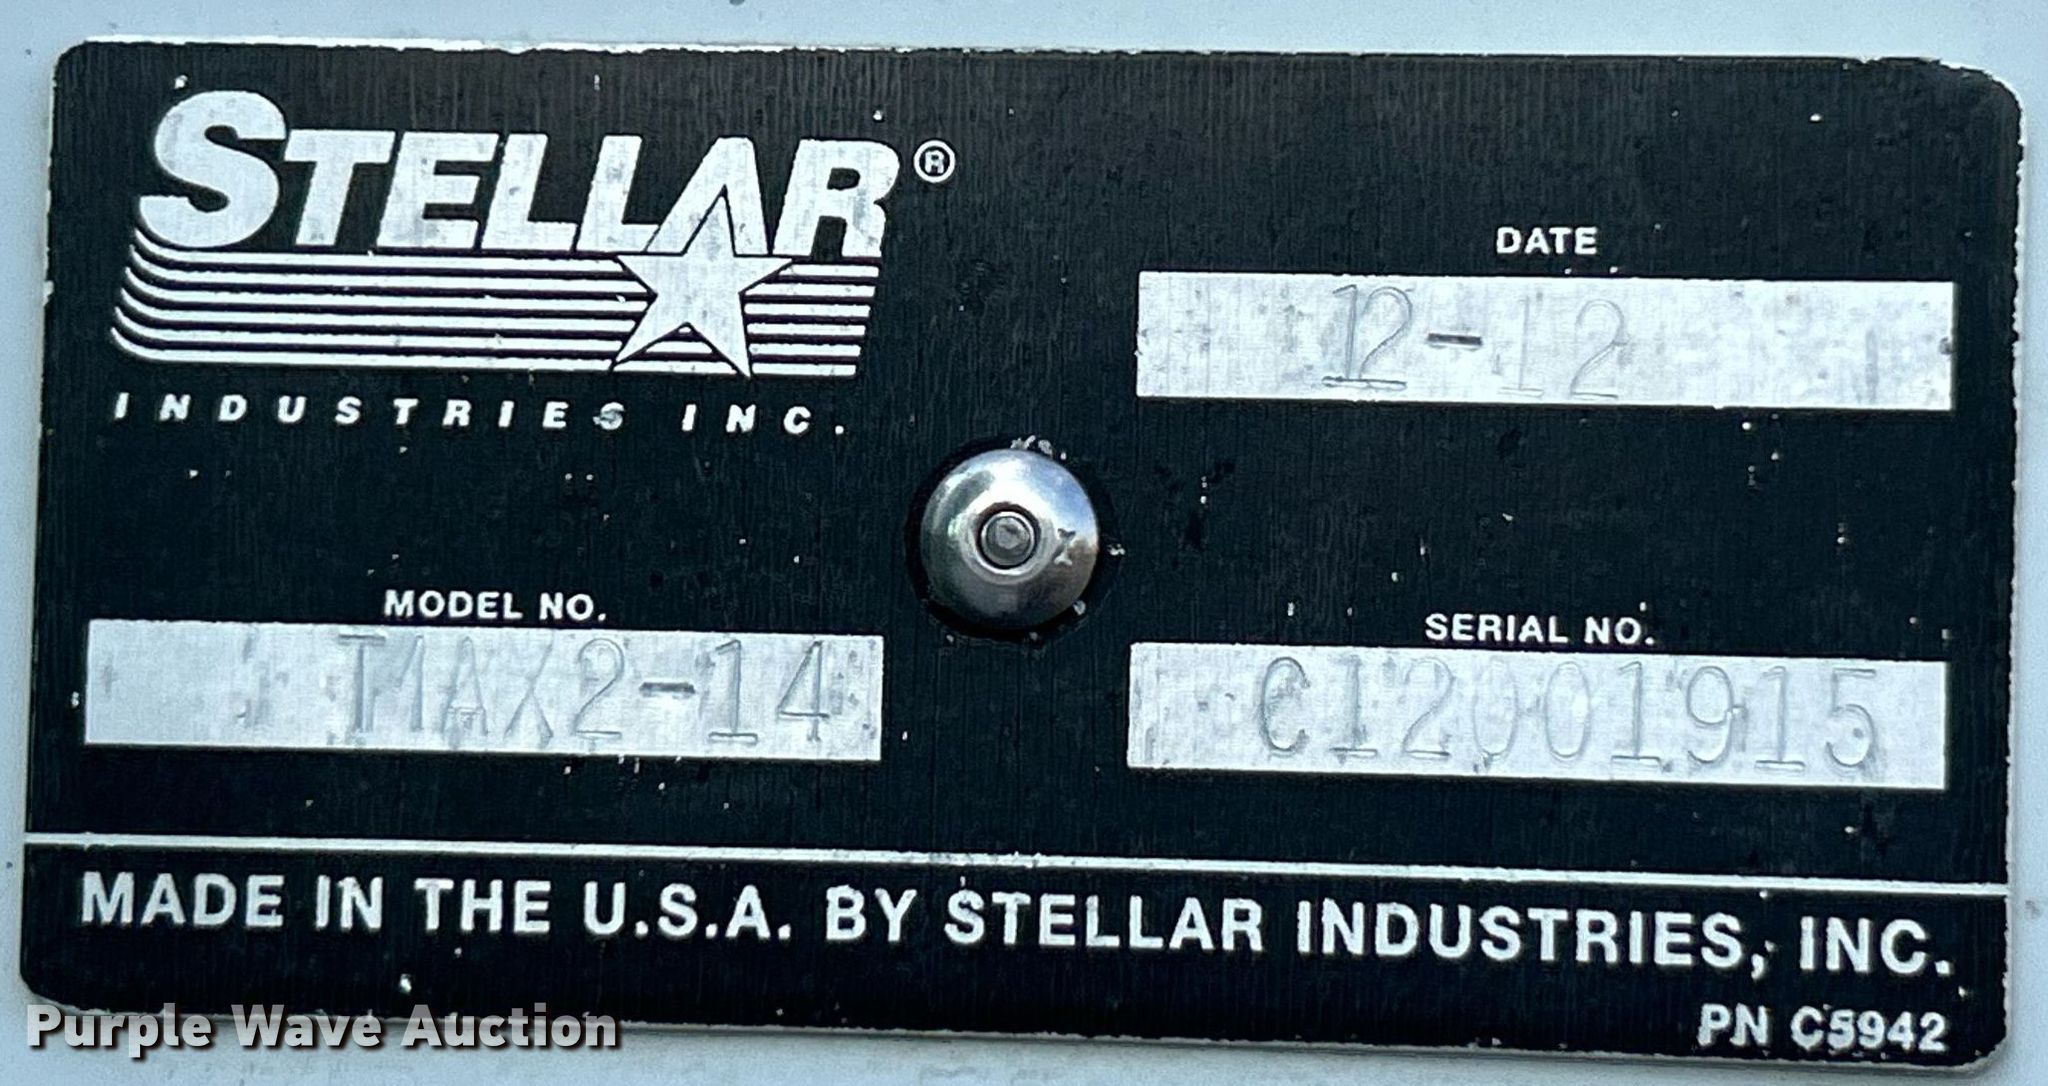 STELLAR®
INDUSTRIES INC.
DATE
12-12
MODEL NO.
T1AX2-14
SERIAL NO.
C12001915
MADE IN THE U.S.A. BY STELLAR INDUSTRIES, INC.
PN C5942
Purple Wave Auction